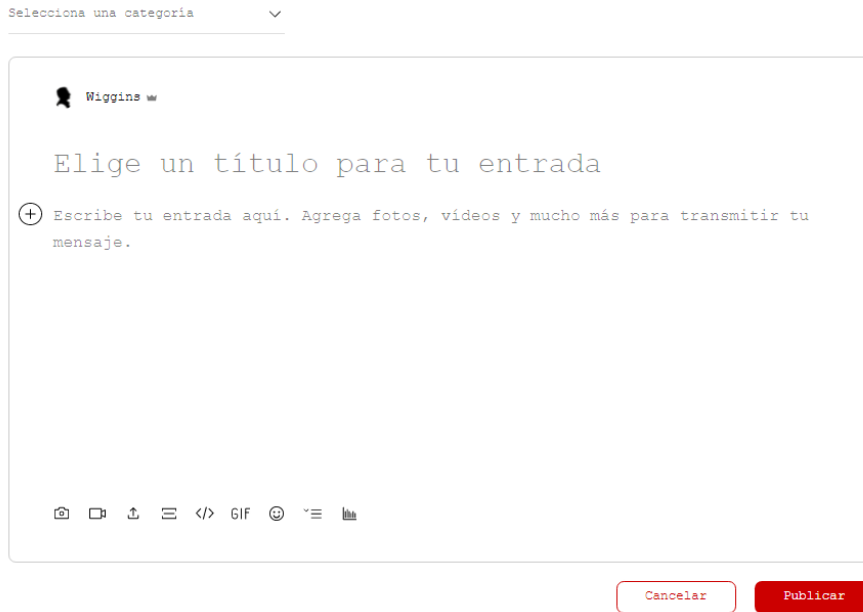 Selecciona una categoría
Wiggins
Elige un título para tu entrada
Escribe tu entrada aquí. Agrega fotos, vídeos y mucho más para transmitir tu
mensaje.
</> GIF
Cancelar
Publicar